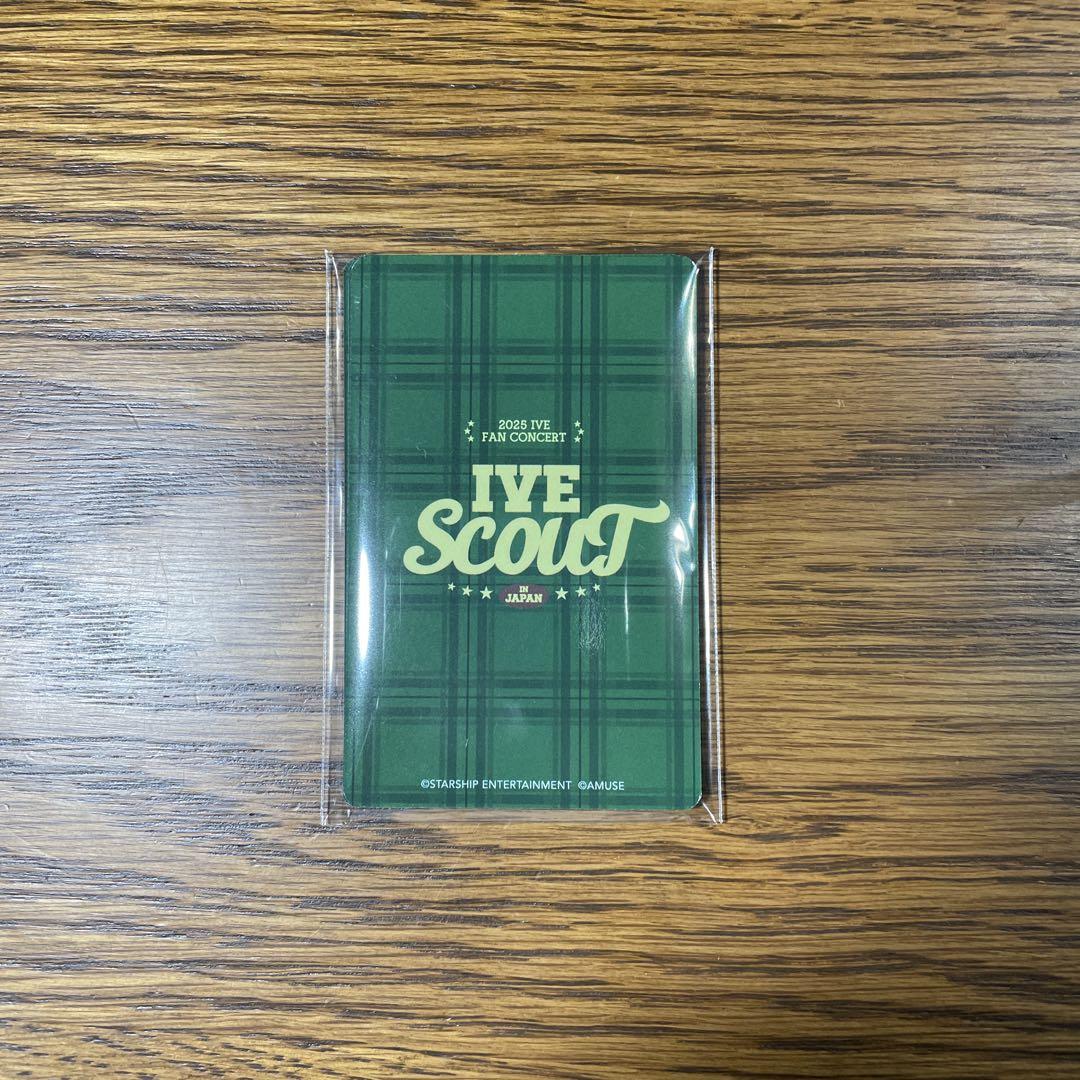 2025 IVE
FAN CONCERT
IVE
SCOUT
IN
JAPAN
©STARSHIP ENTERTAINMENT ©AMUSE